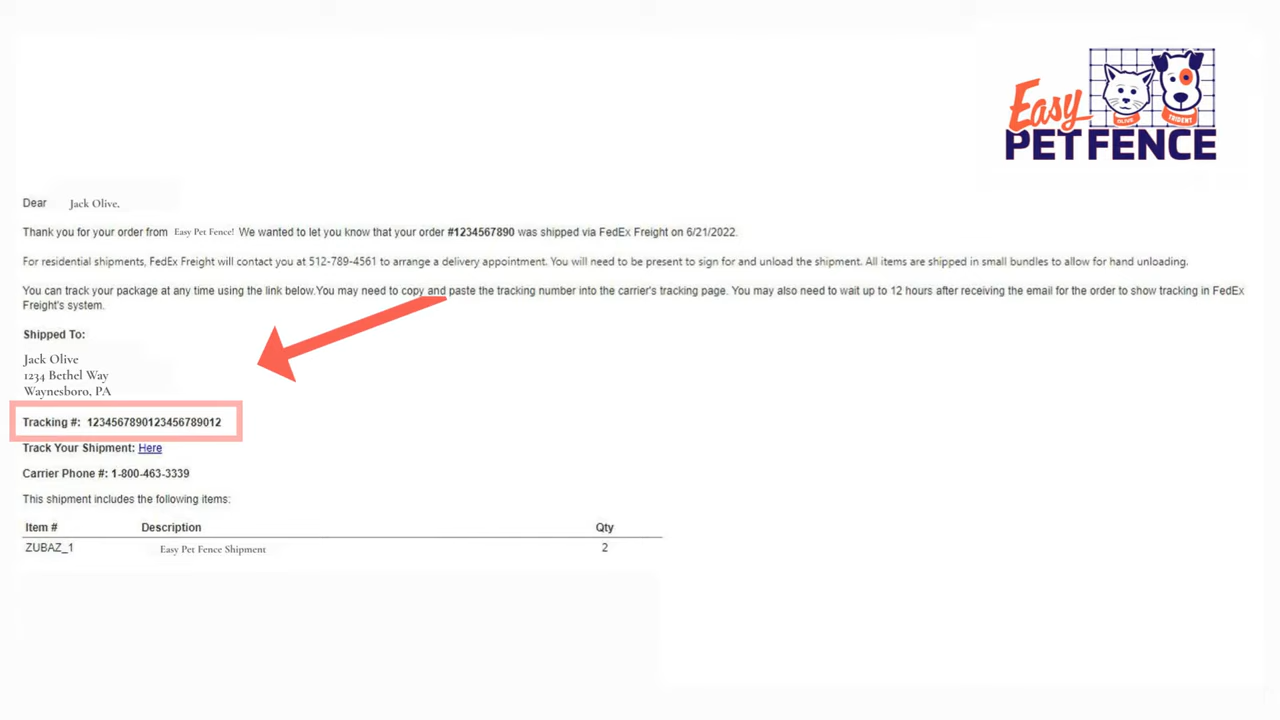 Easy
OLIVE
TRIDENT
PET FENCE
Dear Jack Olive,
Thank you for your order from Easy Pet Fence! We wanted to let you know that your order #1234567890 was shipped via FedEx Freight on 6/21/2022.
For residential shipments, FedEx Freight will contact you at 512-789-4561 to arrange a delivery appointment. You will need to be present to sign for and unload the shipment. All items are shipped in small bundles to allow for hand unloading.
You can track your package at any time using the link below.You may need to copy and paste the tracking number into the carrier's tracking page. You may also need to wait up to 12 hours after receiving the email for the order to show tracking in FedEx
Freight's system.
Shipped To:
Jack Olive
1234 Bethel Way
Waynesboro, PA
Tracking #: 1234567890123456789012
Track Your Shipment: Here
Carrier Phone #: 1-800-463-3339
This shipment includes the following items:
Item # Description Qty
ZUBAZ_1 Easy Pet Fence Shipment 2